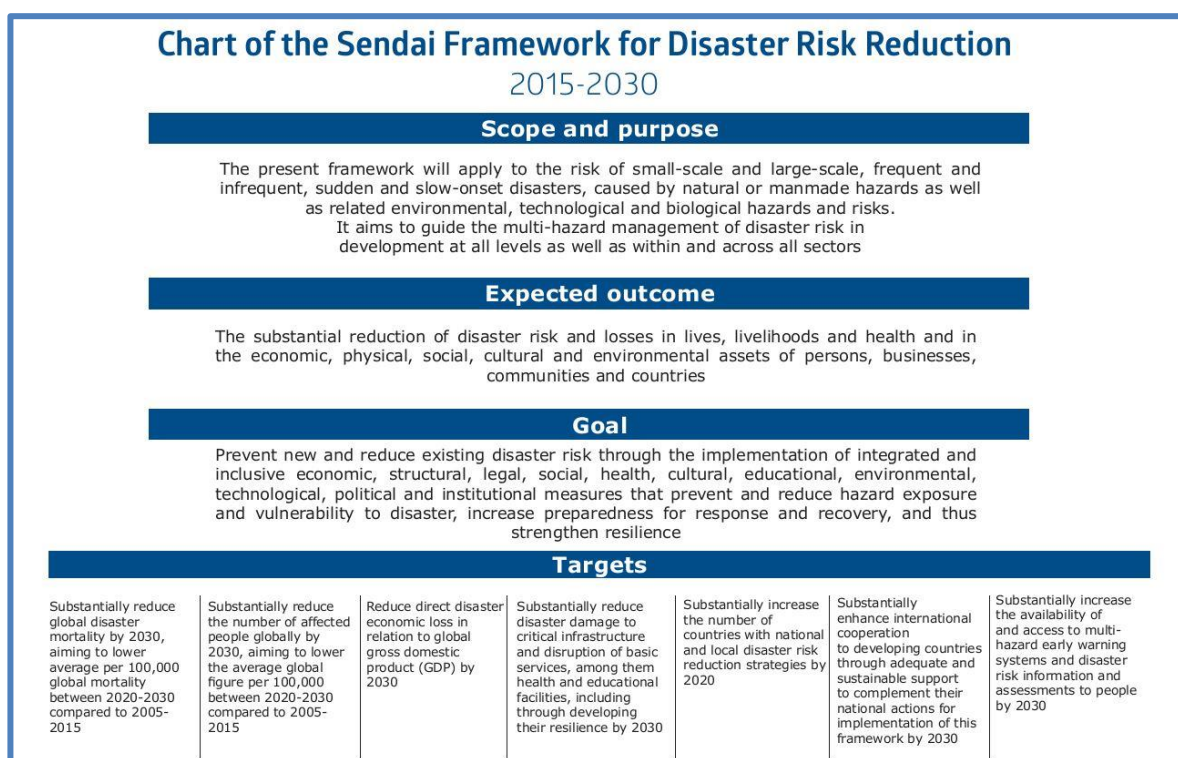 Chart of the Sendai Framework for Disaster Risk Reduction
2015-2030
Scope and purpose
The present framework will apply to the risk of small-scale and large-scale, frequent and
infrequent, sudden and slow-onset disasters, caused by natural or manmade hazards as well
as related environmental, technological and biological hazards and risks.
It aims to guide the multi-hazard management of disaster risk in
development at all levels as well as within and across all sectors
Expected outcome
The substantial reduction of disaster risk and losses in lives, livelihoods and health and in
the economic, physical, social, cultural and environmental assets of persons, businesses,
communities and countries
Goal
Prevent new and reduce existing disaster risk through the implementation of integrated and
inclusive economic, structural, legal, social, health, cultural, educational, environmental,
technological, political and institutional measures that prevent and reduce hazard exposure
and vulnerability to disaster, increase preparedness for response and recovery, and thus
strengthen resilience
Targets
Substantially reduce
global disaster
mortality by 2030,
aiming to lower
average per 100,000
global mortality
between 2020-2030
compared to 2005-
2015
Substantially reduce
the number of affected
people globally by
2030, aiming to lower
the average global
figure per 100,000
between 2020-2030
compared to 2005-
2015
Reduce direct disaster
economic loss in
relation to global
gross domestic
product (GDP) by
2030
Substantially reduce
disaster damage to
critical infrastructure
and disruption of basic
services, among them
health and educational
facilities, including
through developing
their resilience by 2030
Substantially increase
the number of
countries with national
and local disaster risk
reduction strategies by
2020
Substantially
enhance international
cooperation
to developing countries
through adequate and
sustainable support
to complement their
national actions for
implementation of this
framework by 2030
Substantially increase
the availability of
and access to multi-
hazard early warning
systems and disaster
risk information and
assessments to people
by 2030